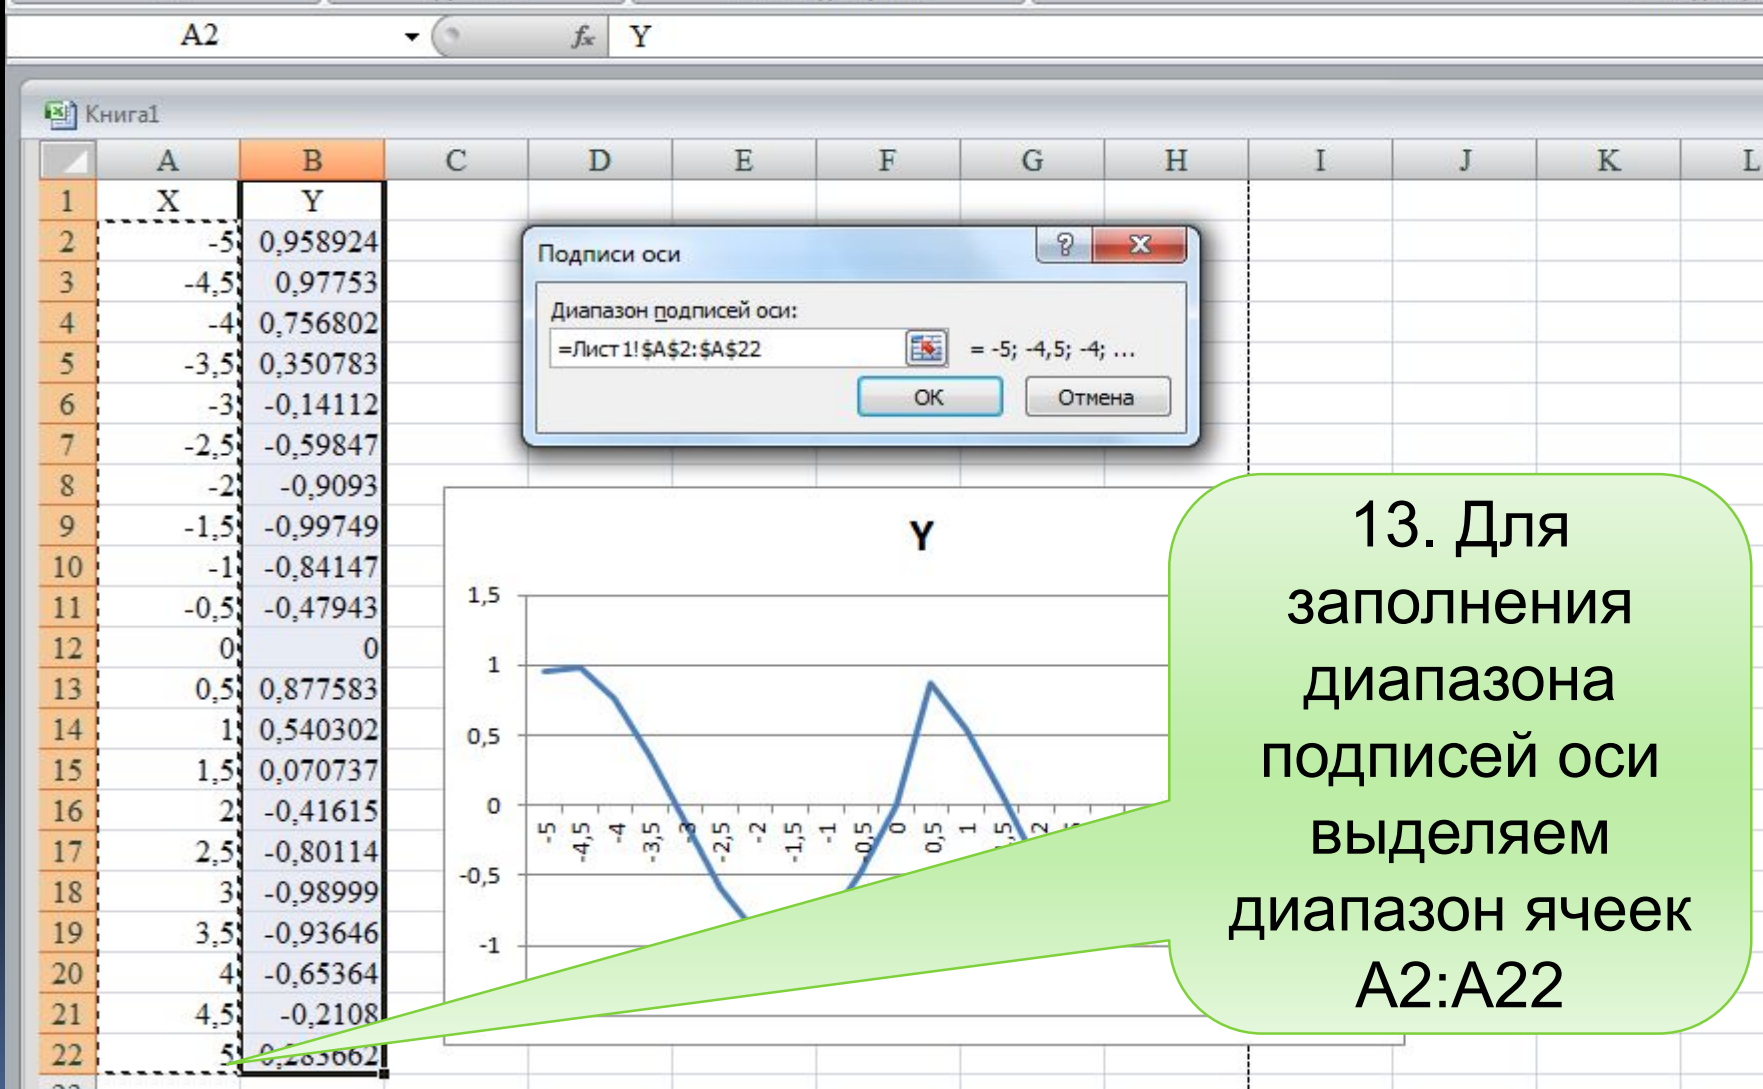 A2 fx Y
Книга1
A B C D E F G H I J K L
1 X Y
2 -5 0,958924
3 -4,5 0,97753
4 -4 0,756802
5 -3,5 0,350783
6 -3 -0,14112
7 -2,5 -0,59847
8 -2 -0,9093
9 -1,5 -0,99749
10 -1 -0,84147
11 -0,5 -0,47943
12 0 0
13 0,5 0,877583
14 1 0,540302
15 1,5 0,070737
16 2 -0,41615
17 2,5 -0,80114
18 3 -0,98999
19 3,5 -0,93646
20 4 -0,65364
21 4,5 -0,2108
22 5 0,283662
Подписи оси
Диапазон подписей оси:
=Лист1!$A$2:$A$22 = -5; -4,5; -4; ...
ОК Отмена
Y
1,5
1
0,5
0
-0,5
-1
-5 -4,5 -4 -3,5 -3 -2,5 -2 -1,5 -1 -0,5 0 0,5 1 1,5 2
13. Для
заполнения
диапазона
подписей оси
выделяем
диапазон ячеек
A2:A22